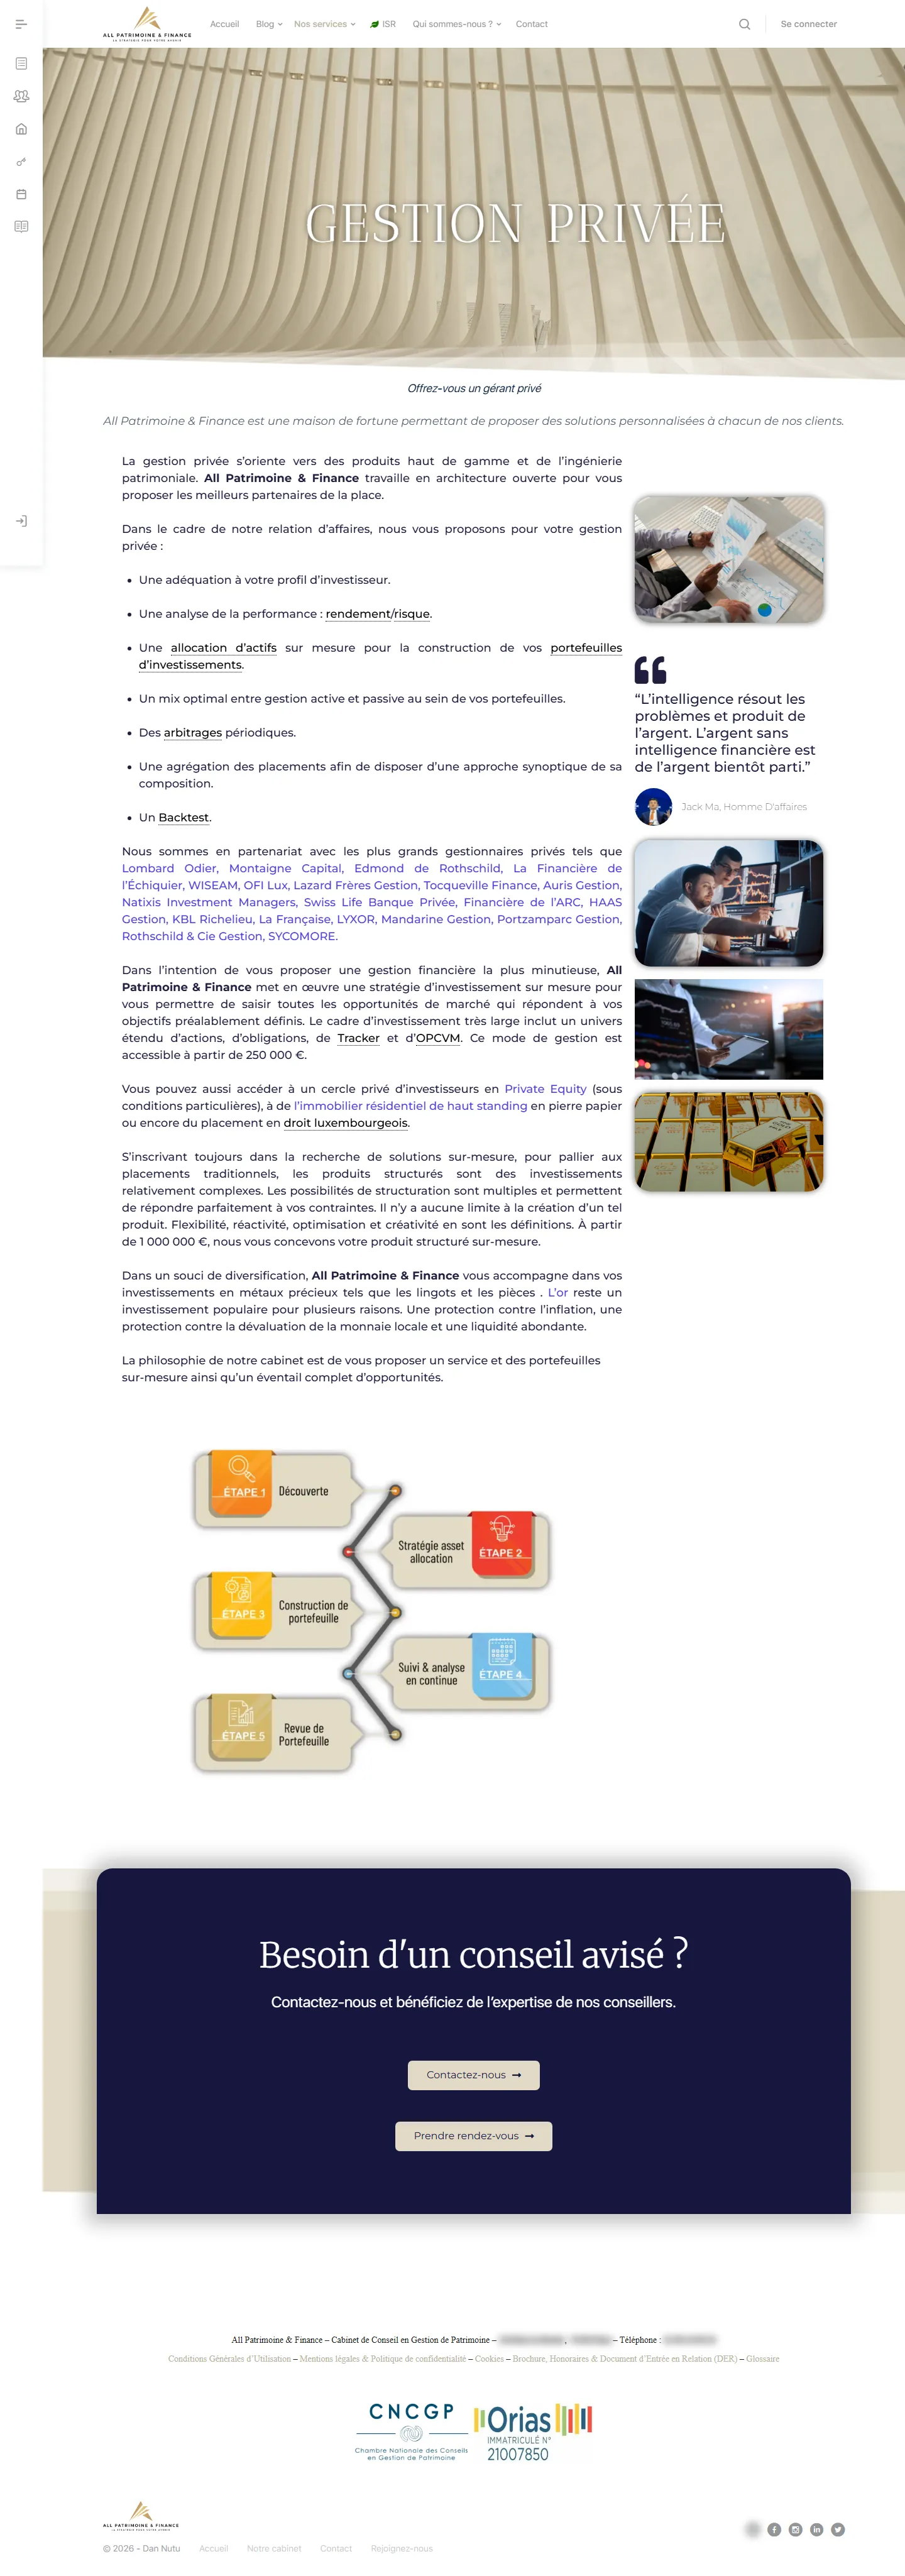 ALL PATRIMOINE & FINANCE
LA STRATÉGIE POUR VOTRE AVENIR
Accueil
Blog
Nos services
ISR
Qui sommes-nous ?
Contact
Se connecter
GESTION PRIVÉE
Offrez-vous un gérant privé
All Patrimoine & Finance est une maison de fortune permettant de proposer des solutions personnalisées à chacun de nos clients.
La gestion privée s’oriente vers des produits haut de gamme et de l’ingénierie
patrimoniale. All Patrimoine & Finance travaille en architecture ouverte pour vous
proposer les meilleurs partenaires de la place.
Dans le cadre de notre relation d’affaires, nous vous proposons pour votre gestion
privée :
• Une adéquation à votre profil d’investisseur.
• Une analyse de la performance : rendement/risque.
• Une allocation d’actifs sur mesure pour la construction de vos portefeuilles
d’investissements.
• Un mix optimal entre gestion active et passive au sein de vos portefeuilles.
• Des arbitrages périodiques.
• Une agrégation des placements afin de disposer d’une approche synoptique de sa
composition.
• Un Backtest.
Nous sommes en partenariat avec les plus grands gestionnaires privés tels que
Lombard Odier, Montaigne Capital, Edmond de Rothschild, La Financière de
l’Échiquier, WISEAM, OFI Lux, Lazard Frères Gestion, Tocqueville Finance, Auris Gestion,
Natixis Investment Managers, Swiss Life Banque Privée, Financière de l’ARC, HAAS
Gestion, KBL Richelieu, La Française, LYXOR, Mandarine Gestion, Portzamparc Gestion,
Rothschild & Cie Gestion, SYCOMORE.
Dans l’intention de vous proposer une gestion financière la plus minutieuse, All
Patrimoine & Finance met en œuvre une stratégie d’investissement sur mesure pour
vous permettre de saisir toutes les opportunités de marché qui répondent à vos
objectifs préalablement définis. Le cadre d’investissement très large inclut un univers
étendu d’actions, d’obligations, de Tracker et d’OPCVM. Ce mode de gestion est
accessible à partir de 250 000 €.
Vous pouvez aussi accéder à un cercle privé d’investisseurs en Private Equity (sous
conditions particulières), à de l’immobilier résidentiel de haut standing en pierre papier
ou encore du placement en droit luxembourgeois.
S’inscrivant toujours dans la recherche de solutions sur-mesure, pour pallier aux
placements traditionnels, les produits structurés sont des investissements
relativement complexes. Les possibilités de structuration sont multiples et permettent
de répondre parfaitement à vos contraintes. Il n’y a aucune limite à la création d’un tel
produit. Flexibilité, réactivité, optimisation et créativité en sont les définitions. À partir
de 1 000 000 €, nous vous concevons votre produit structuré sur-mesure.
Dans un souci de diversification, All Patrimoine & Finance vous accompagne dans vos
investissements en métaux précieux tels que les lingots et les pièces . L’or reste un
investissement populaire pour plusieurs raisons. Une protection contre l’inflation, une
protection contre la dévaluation de la monnaie locale et une liquidité abondante.
La philosophie de notre cabinet est de vous proposer un service et des portefeuilles
sur-mesure ainsi qu’un éventail complet d’opportunités.
“L’intelligence résout les
problèmes et produit de
l’argent. L’argent sans
intelligence financière est
de l’argent bientôt parti.”
Jack Ma, Homme D'affaires
ÉTAPE 1
Découverte
Stratégie asset
allocation
ÉTAPE 2
ÉTAPE 3
Construction de
portefeuille
Suivi & analyse
en continue
ÉTAPE 4
ÉTAPE 5
Revue de
Portefeuille
Besoin d'un conseil avisé ?
Contactez-nous et bénéficiez de l’expertise de nos conseillers.
Contactez-nous
Prendre rendez-vous
All Patrimoine & Finance – Cabinet de Conseil en Gestion de Patrimoine – , – Téléphone :
Conditions Générales d’Utilisation – Mentions légales & Politique de confidentialité – Cookies – Brochure, Honoraires & Document d’Entrée en Relation (DER) – Glossaire
CNCGP
Chambre Nationale des Conseils
en Gestion de Patrimoine
Orias
IMMATRICULÉ N°
21007850
ALL PATRIMOINE & FINANCE
LA STRATÉGIE POUR VOTRE AVENIR
© 2026 - Dan Nutu
Accueil
Notre cabinet
Contact
Rejoignez-nous